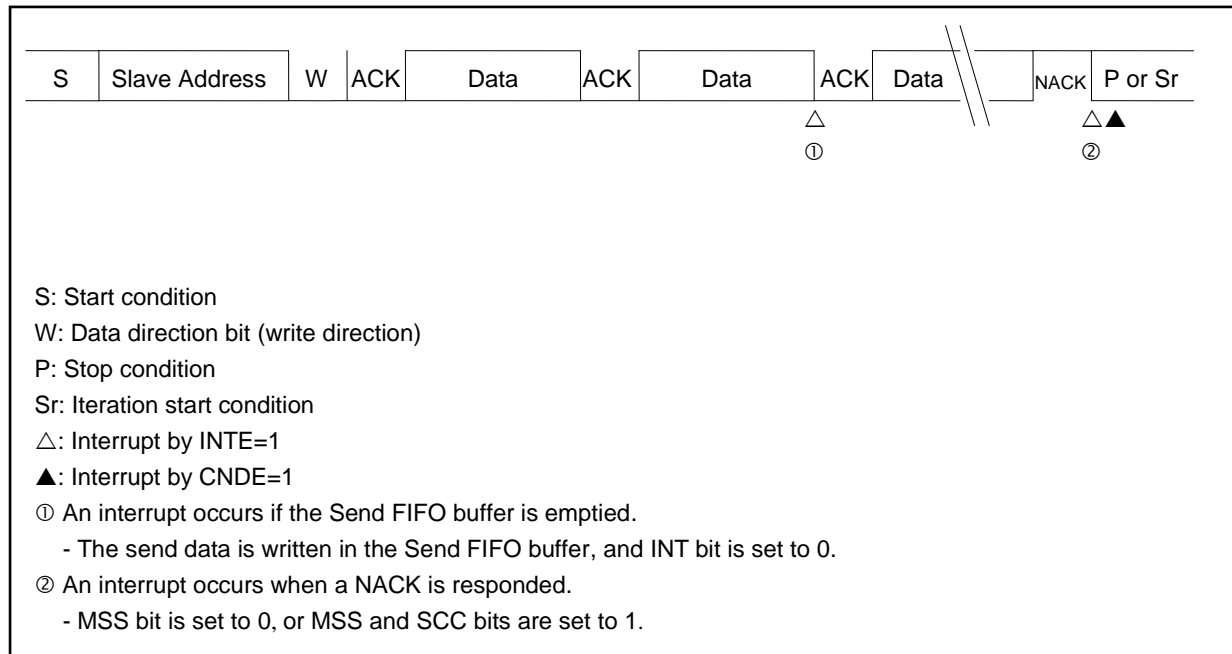 S Slave Address W ACK Data ACK Data ACK Data NACK P or Sr
△ △▲
① ②
S: Start condition
W: Data direction bit (write direction)
P: Stop condition
Sr: Iteration start condition
△: Interrupt by INTE=1
▲: Interrupt by CNDE=1
① An interrupt occurs if the Send FIFO buffer is emptied.
- The send data is written in the Send FIFO buffer, and INT bit is set to 0.
② An interrupt occurs when a NACK is responded.
- MSS bit is set to 0, or MSS and SCC bits are set to 1.